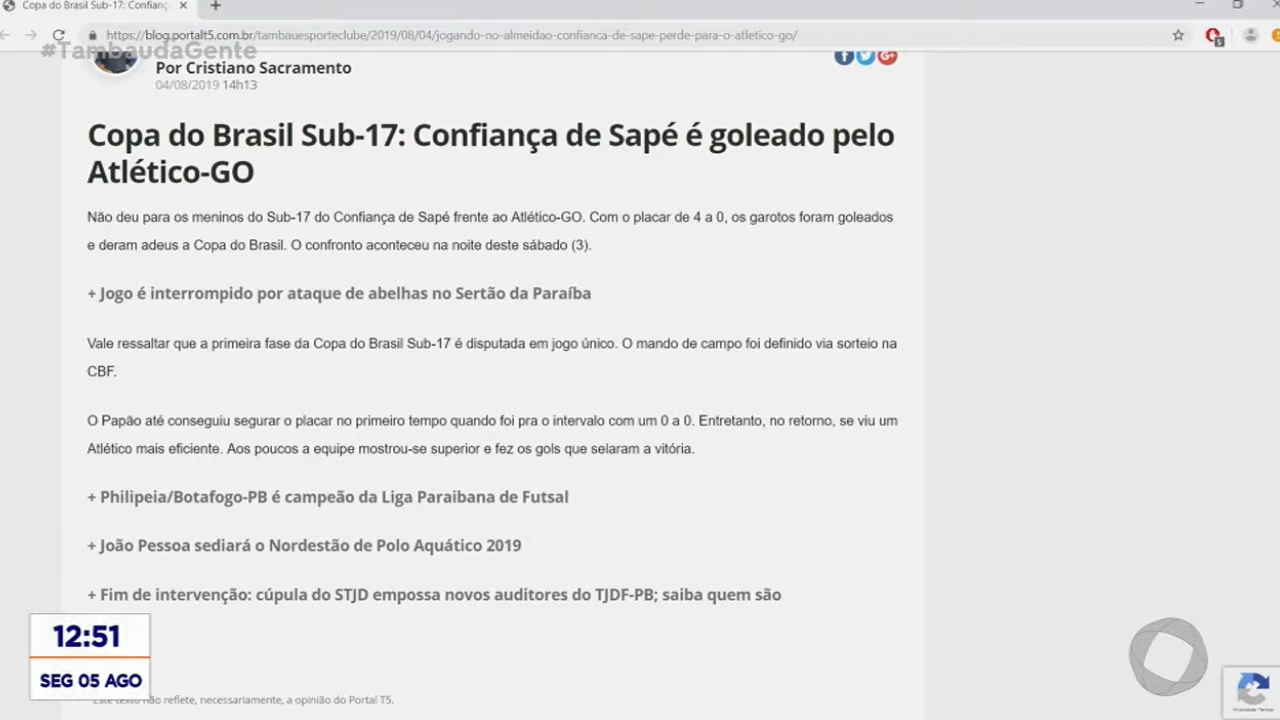 Copa do Brasil Sub-17: Confianç
https://blog.portalt5.com.br/tambauesporteclube/2019/08/04/jogando-no-almeidao-confianca-de-sape-perde-para-o-atletico-go/
#TambaudaGente
Por Cristiano Sacramento
04/08/2019 14h13
Copa do Brasil Sub-17: Confiança de Sapé é goleado pelo
Atlético-GO
Não deu para os meninos do Sub-17 do Confiança de Sapé frente ao Atlético-GO. Com o placar de 4 a 0, os garotos foram goleados
e deram adeus a Copa do Brasil. O confronto aconteceu na noite deste sábado (3).
+ Jogo é interrompido por ataque de abelhas no Sertão da Paraíba
Vale ressaltar que a primeira fase da Copa do Brasil Sub-17 é disputada em jogo único. O mando de campo foi definido via sorteio na
CBF.
O Papão até conseguiu segurar o placar no primeiro tempo quando foi pra o intervalo com um 0 a 0. Entretanto, no retorno, se viu um
Atlético mais eficiente. Aos poucos a equipe mostrou-se superior e fez os gols que selaram a vitória.
+ Philipeia/Botafogo-PB é campeão da Liga Paraibana de Futsal
+ João Pessoa sediará o Nordestão de Polo Aquático 2019
+ Fim de intervenção: cúpula do STJD empossa novos auditores do TJDF-PB; saiba quem são
12:51
SEG 05 AGO
Este texto não reflete, necessariamente, a opinião do Portal T5.